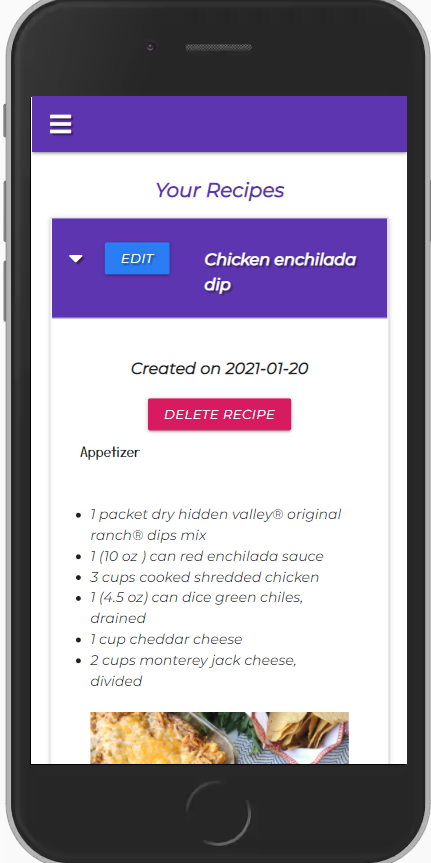 Your Recipes
EDIT
Chicken enchilada
dip
Created on 2021-01-20
DELETE RECIPE
Appetizer
1 packet dry hidden valley® original
ranch® dips mix
1 (10 oz ) can red enchilada sauce
3 cups cooked shredded chicken
1 (4.5 oz) can dice green chiles,
drained
1 cup cheddar cheese
2 cups monterey jack cheese,
divided